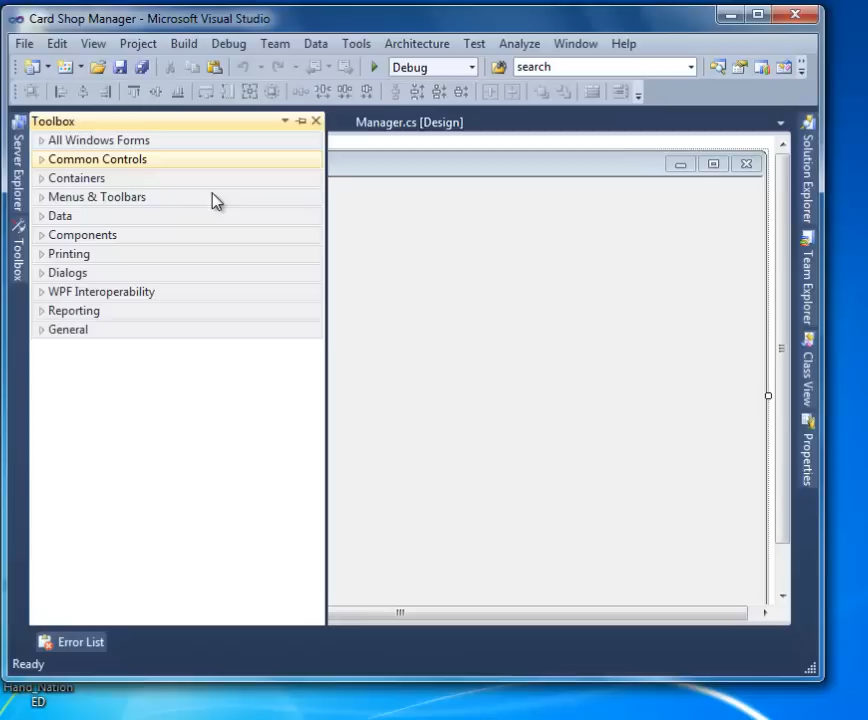 Card Shop Manager - Microsoft Visual Studio
File Edit View Project Build Debug Team Data Tools Architecture Test Analyze Window Help
Debug search
Toolbox
Manager.cs [Design]
All Windows Forms
Common Controls
Containers
Menus & Toolbars
Data
Components
Printing
Dialogs
WPF Interoperability
Reporting
General
Server Explorer
Toolbox
Solution Explorer
Team Explorer
Class View
Properties
Error List
Ready
Hand_Nation
ED